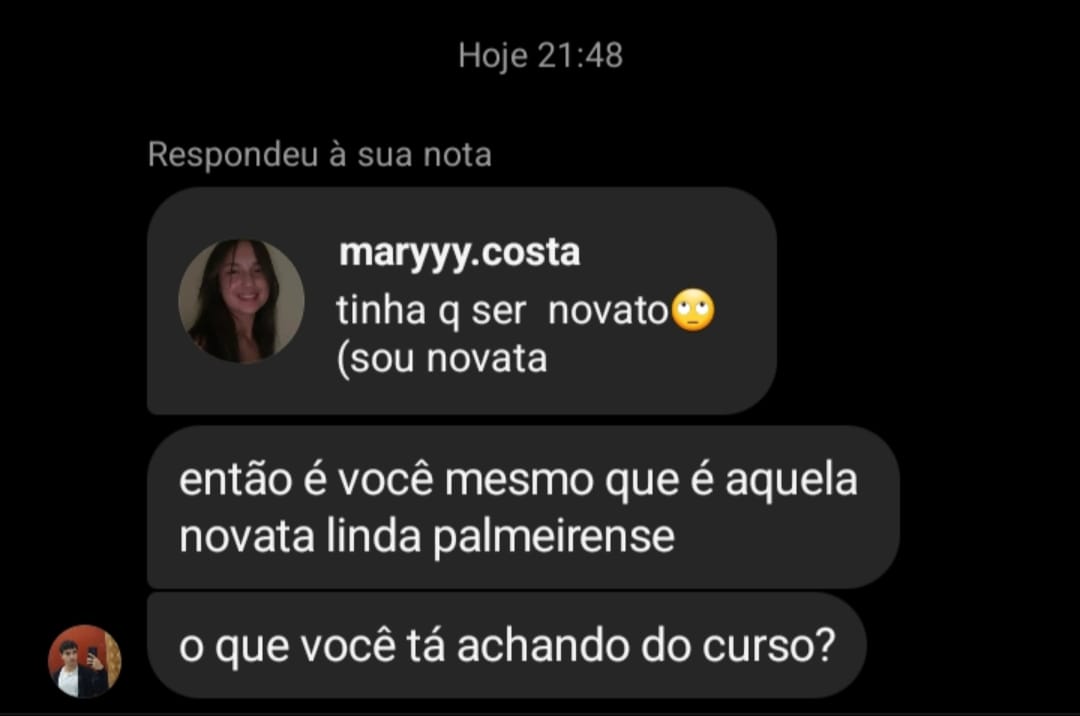 Hoje 21:48
Respondeu à sua nota
maryyy.costa
tinha q ser novato🙄
(sou novata
então é você mesmo que é aquela
novata linda palmeirense
o que você tá achando do curso?